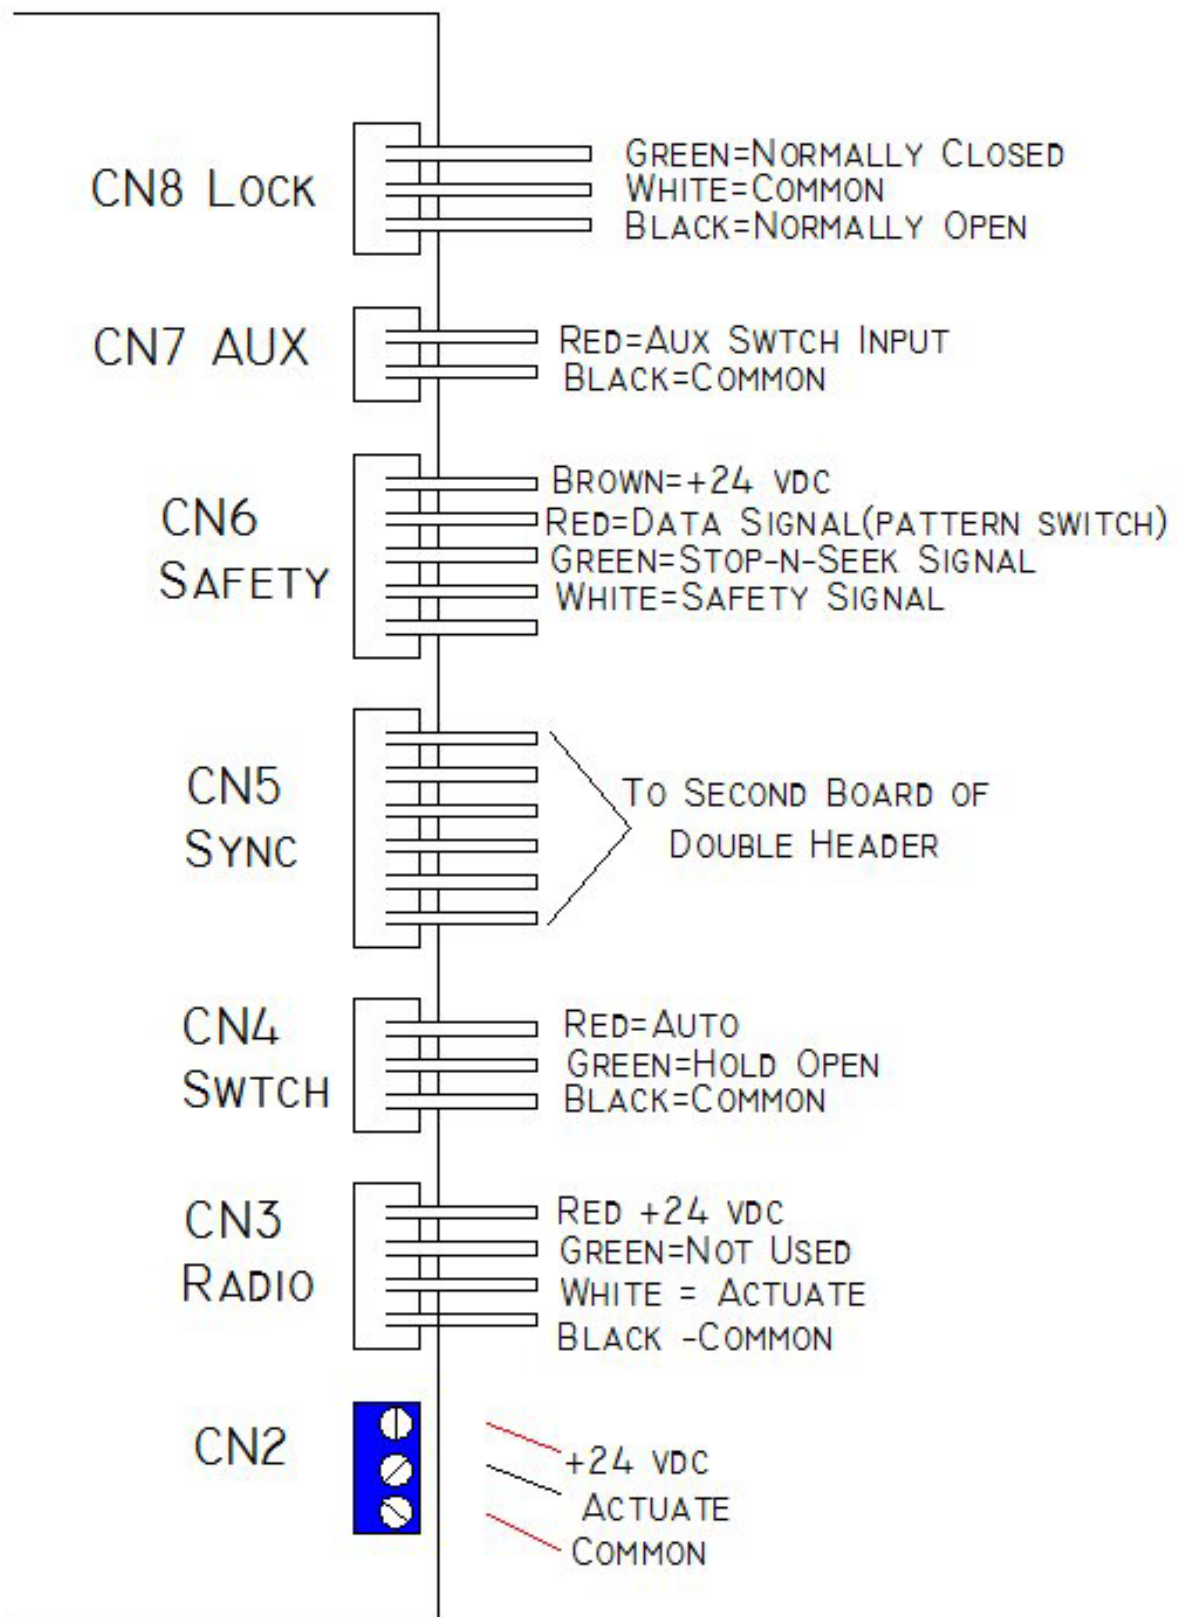 CN8 LOCK
GREEN=NORMALLY CLOSED
WHITE=COMMON
BLACK=NORMALLY OPEN
CN7 AUX
RED=AUX SWTCH INPUT
BLACK=COMMON
CN6
SAFETY
BROWN=+24 VDC
RED=DATA SIGNAL(PATTERN SWITCH)
GREEN=STOP-N-SEEK SIGNAL
WHITE=SAFETY SIGNAL
CN5
SYNC
TO SECOND BOARD OF
DOUBLE HEADER
CN4
SWTCH
RED=AUTO
GREEN=HOLD OPEN
BLACK=COMMON
CN3
RADIO
RED +24 VDC
GREEN=NOT USED
WHITE = ACTUATE
BLACK -COMMON
CN2
+24 VDC
ACTUATE
COMMON